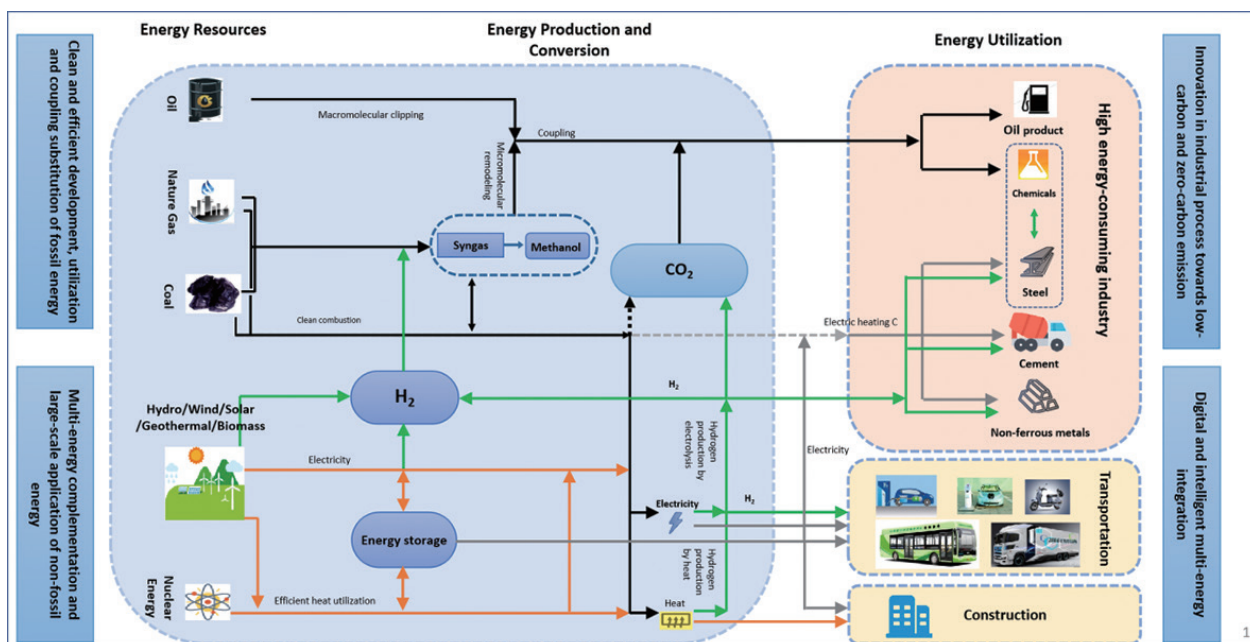 Energy Resources
Energy Production and
Conversion
Energy Utilization
Clean and efficient development, utilization
and coupling substitution of fossil energy
Multi-energy complementation and
large-scale application of non-fossil
energy
Oil
Macromolecular clipping
Coupling
Micromolecular
remodeling
Nature Gas
Syngas
Methanol
CO₂
Coal
Clean combustion
Electric heating C
H₂
H₂
Hydro/Wind/Solar
/Geothermal/Biomass
Electricity
Hydrogen
production by
electrolysis
Electricity
H₂
Electricity
Energy storage
Hydrogen
production
by heat
Nuclear
Energy
Efficient heat utilization
Heat
Oil product
Chemicals
Steel
Cement
Non-ferrous metals
High energy-consuming industry
Transportation
Construction
Innovation in industrial process towards low-
carbon and zero-carbon emission
Digital and intelligent multi-energy
integration
1